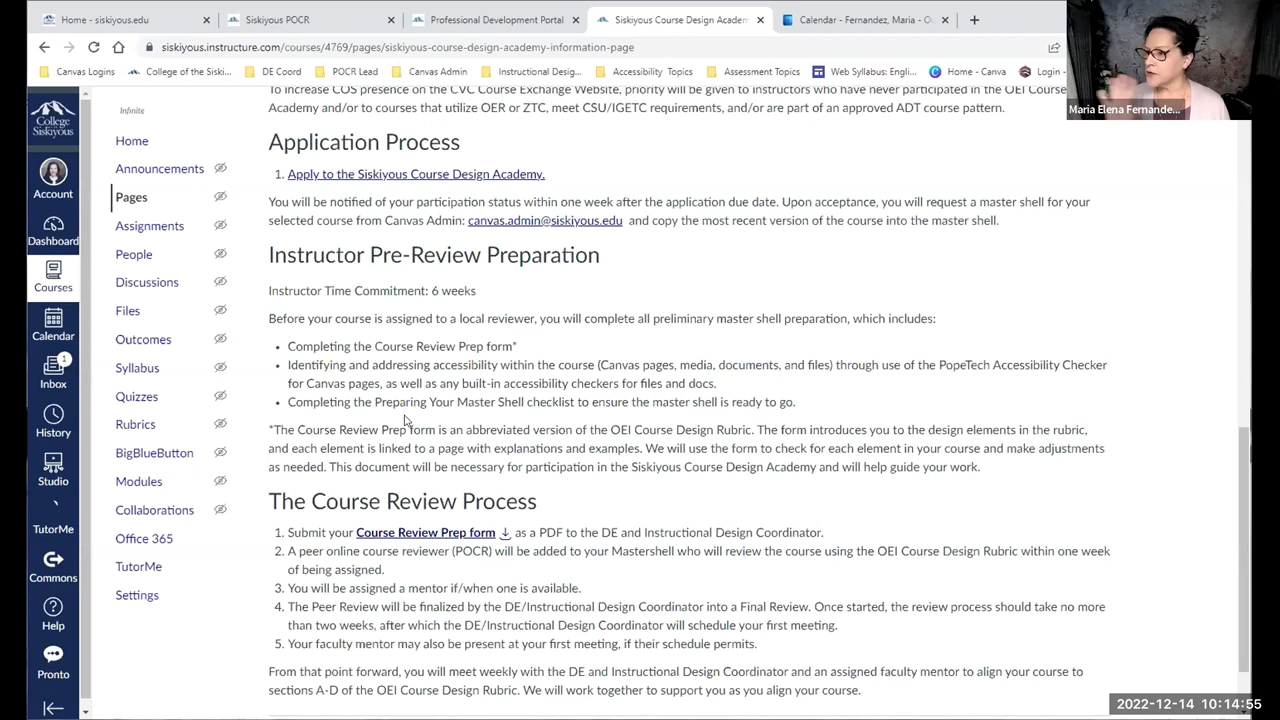 Home - siskiyous.edu
Siskiyous POCR
Professional Development Portal
Siskiyous Course Design Academ
Calendar - Fernandez, Maria - Ou
siskiyous.instructure.com/courses/4769/pages/siskiyous-course-design-academy-information-page
Canvas Logins
College of the Siski...
DE Coord
POCR Lead
Canvas Admin
Instructional Desig...
Accessibility Topics
Assessment Topics
Web Syllabus: Engli...
Home - Canva
Login -
Maria Elena Fernande...
To increase COS presence on the CVC Course Exchange Website, priority will be given to instructors who have never participated in the OEI Course
Academy and/or to courses that utilize OER or ZTC, meet CSU/IGETC requirements, and/or are part of an approved ADT course pattern.
Application Process
1. Apply to the Siskiyous Course Design Academy.
You will be notified of your participation status within one week after the application due date. Upon acceptance, you will request a master shell for your
selected course from Canvas Admin: canvas.admin@siskiyous.edu and copy the most recent version of the course into the master shell.
Instructor Pre-Review Preparation
Instructor Time Commitment: 6 weeks
Before your course is assigned to a local reviewer, you will complete all preliminary master shell preparation, which includes:
• Completing the Course Review Prep form*
• Identifying and addressing accessibility within the course (Canvas pages, media, documents, and files) through use of the PopeTech Accessibility Checker
for Canvas pages, as well as any built-in accessibility checkers for files and docs.
• Completing the Preparing Your Master Shell checklist to ensure the master shell is ready to go.
*The Course Review Prep form is an abbreviated version of the OEI Course Design Rubric. The form introduces you to the design elements in the rubric,
and each element is linked to a page with explanations and examples. We will use the form to check for each element in your course and make adjustments
as needed. This document will be necessary for participation in the Siskiyous Course Design Academy and will help guide your work.
The Course Review Process
1. Submit your Course Review Prep form as a PDF to the DE and Instructional Design Coordinator.
2. A peer online course reviewer (POCR) will be added to your Mastershell who will review the course using the OEI Course Design Rubric within one week
of being assigned.
3. You will be assigned a mentor if/when one is available.
4. The Peer Review will be finalized by the DE/Instructional Design Coordinator into a Final Review. Once started, the review process should take no more
than two weeks, after which the DE/Instructional Design Coordinator will schedule your first meeting.
5. Your faculty mentor may also be present at your first meeting, if their schedule permits.
From that point forward, you will meet weekly with the DE and Instructional Design Coordinator and an assigned faculty mentor to align your course to
sections A-D of the OEI Course Design Rubric. We will work together to support you as you align your course.
Infinite
Home
Announcements
Pages
Assignments
People
Discussions
Files
Outcomes
Syllabus
Quizzes
Rubrics
BigBlueButton
Modules
Collaborations
Office 365
TutorMe
Settings
Account
Dashboard
Courses
Calendar
1
Inbox
History
Studio
TutorMe
Commons
Help
Pronto
2022-12-14 10:14:55